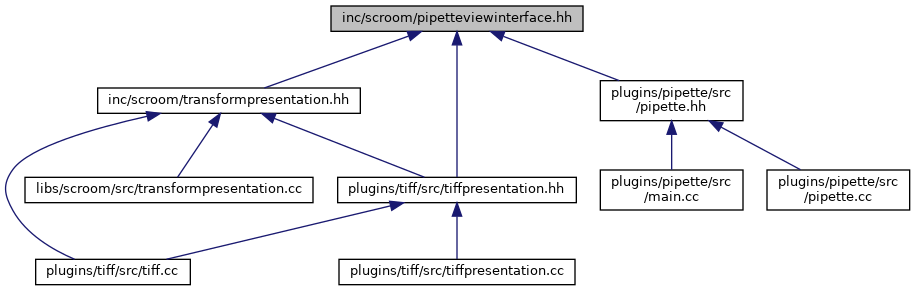 inc/scroom/pipetteviewinterface.hh
inc/scroom/transformpresentation.hh
plugins/pipette/src
/pipette.hh
libs/scroom/src/transformpresentation.cc
plugins/tiff/src/tiffpresentation.hh
plugins/pipette/src
/main.cc
plugins/pipette/src
/pipette.cc
plugins/tiff/src/tiff.cc
plugins/tiff/src/tiffpresentation.cc